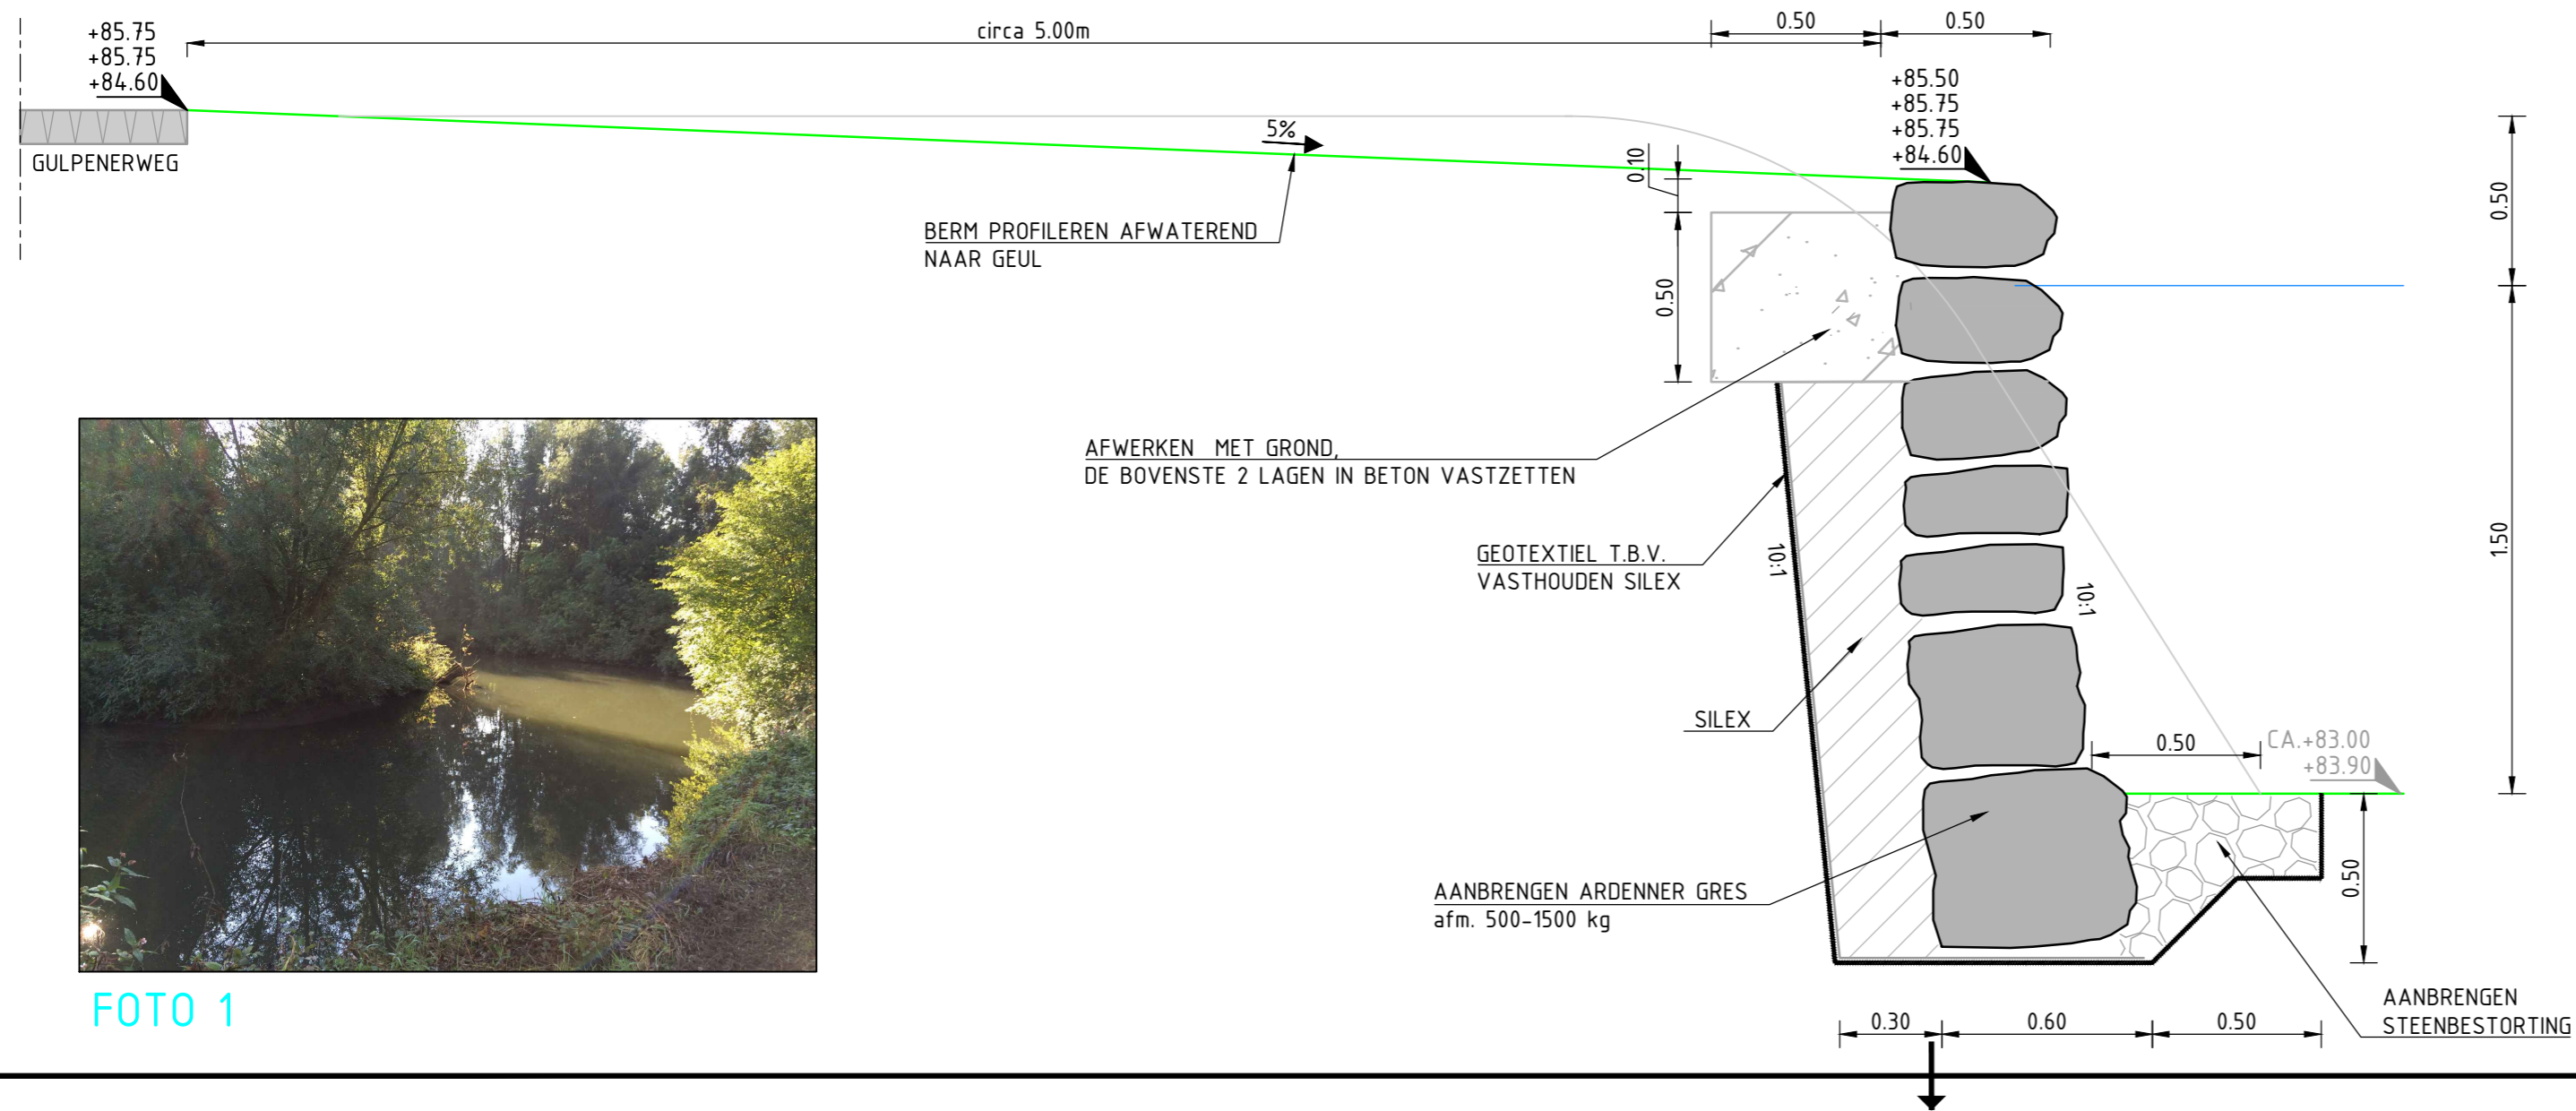 +85.75
+85.75
+84.60
GULPENERWEG
circa 5.00m
0.50
0.50
+85.50
+85.75
+85.75
+84.60
5%
0.10
0.50
BERM PROFILEREN AFWATEREND
NAAR GEUL
0.50
1.50
AFWERKEN MET GROND,
DE BOVENSTE 2 LAGEN IN BETON VASTZETTEN
GEOTEXTIEL T.B.V.
VASTHOUDEN SILEX
10:1
10:1
SILEX
0.50
CA.+83.00
+83.90
AANBRENGEN ARDENNER GRES
afm. 500-1500 kg
0.50
AANBRENGEN
STEENBESTORTING
0.30
0.60
0.50
FOTO 1